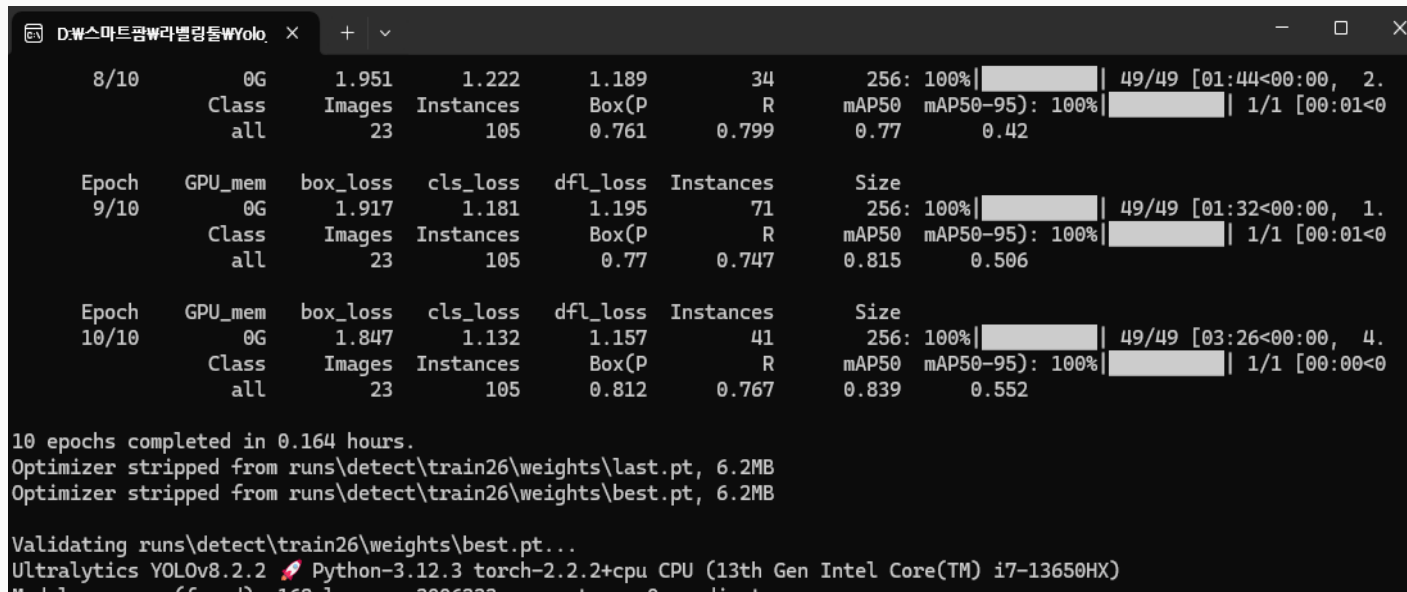 D:₩스마트팜₩라벨링툴₩Yolo_
8/10 0G 1.951 1.222 1.189 34 256: 100%| | 49/49 [01:44<00:00, 2.
Class Images Instances Box(P R mAP50 mAP50-95): 100%| | 1/1 [00:01<0
all 23 105 0.761 0.799 0.77 0.42
Epoch GPU_mem box_loss cls_loss dfl_loss Instances Size
9/10 0G 1.917 1.181 1.195 71 256: 100%| | 49/49 [01:32<00:00, 1.
Class Images Instances Box(P R mAP50 mAP50-95): 100%| | 1/1 [00:01<0
all 23 105 0.77 0.747 0.815 0.506
Epoch GPU_mem box_loss cls_loss dfl_loss Instances Size
10/10 0G 1.847 1.132 1.157 41 256: 100%| | 49/49 [03:26<00:00, 4.
Class Images Instances Box(P R mAP50 mAP50-95): 100%| | 1/1 [00:00<0
all 23 105 0.812 0.767 0.839 0.552
10 epochs completed in 0.164 hours.
Optimizer stripped from runs\detect\train26\weights\last.pt, 6.2MB
Optimizer stripped from runs\detect\train26\weights\best.pt, 6.2MB
Validating runs\detect\train26\weights\best.pt...
Ultralytics YOLOv8.2.2 🚀 Python-3.12.3 torch-2.2.2+cpu CPU (13th Gen Intel Core(TM) i7-13650HX)